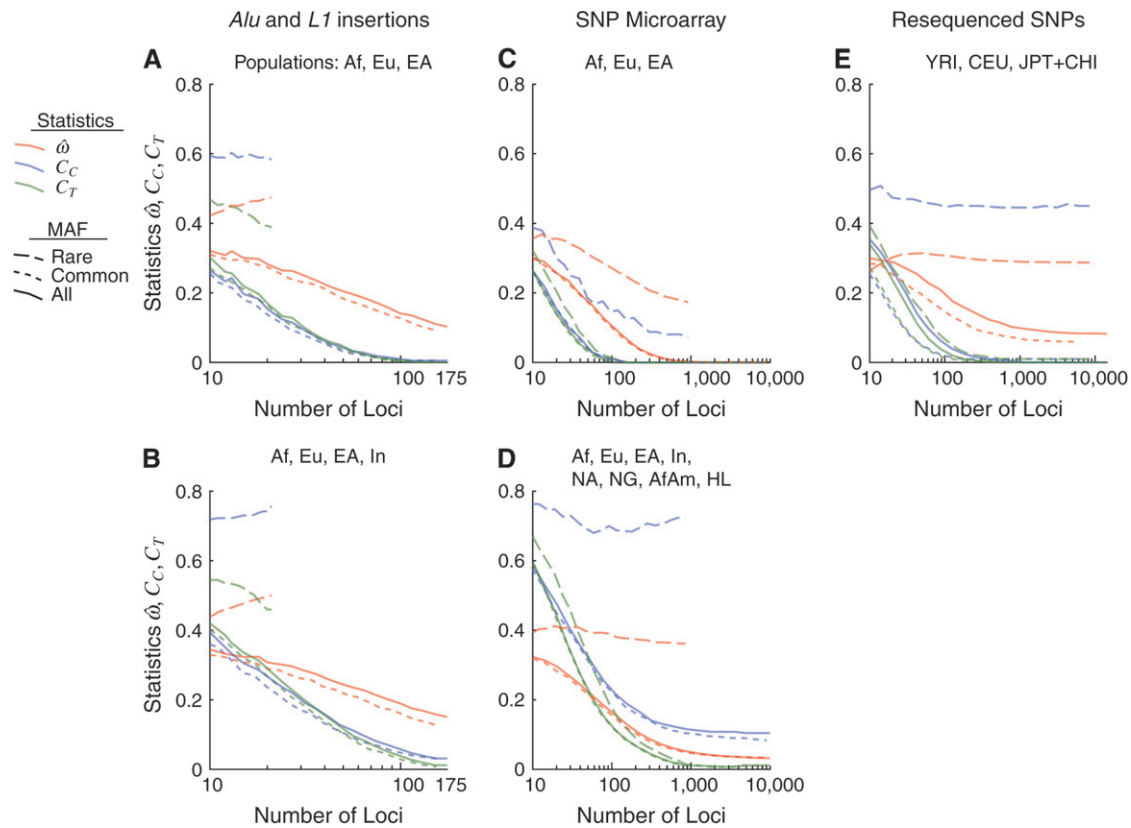 Alu and L1 insertions
SNP Microarray
Resequenced SNPs
A
Populations: Af, Eu, EA
C
Af, Eu, EA
E
YRI, CEU, JPT+CHI
Statistics
ω̂
C_C
C_T
MAF
Rare
Common
All
Statistics ω̂, C_C, C_T
0.8
0.6
0.4
0.2
0
10
100
175
Number of Loci
0.8
0.6
0.4
0.2
0
10
100
1,000
10,000
Number of Loci
0.8
0.6
0.4
0.2
0
10
100
1,000
10,000
Number of Loci
B
Af, Eu, EA, In
D
Af, Eu, EA, In,
NA, NG, AfAm, HL
Statistics ω̂, C_C, C_T
0.8
0.6
0.4
0.2
0
10
100
175
Number of Loci
0.8
0.6
0.4
0.2
0
10
100
1,000
10,000
Number of Loci